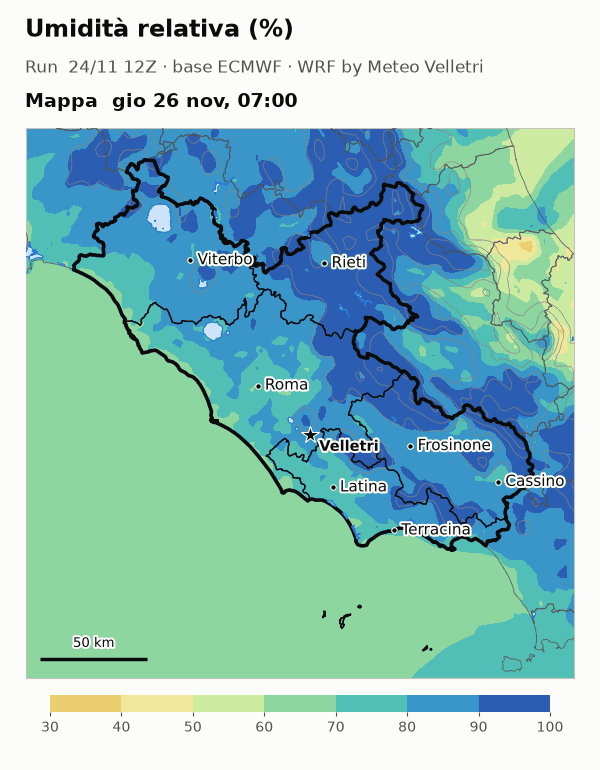 Umidità relativa (%)
Run 24/11 12Z · base ECMWF · WRF by Meteo Velletri
Mappa gio 26 nov, 07:00
Viterbo
Rieti
Roma
Velletri
Frosinone
Cassino
Latina
Terracina
50 km
30 40 50 60 70 80 90 100